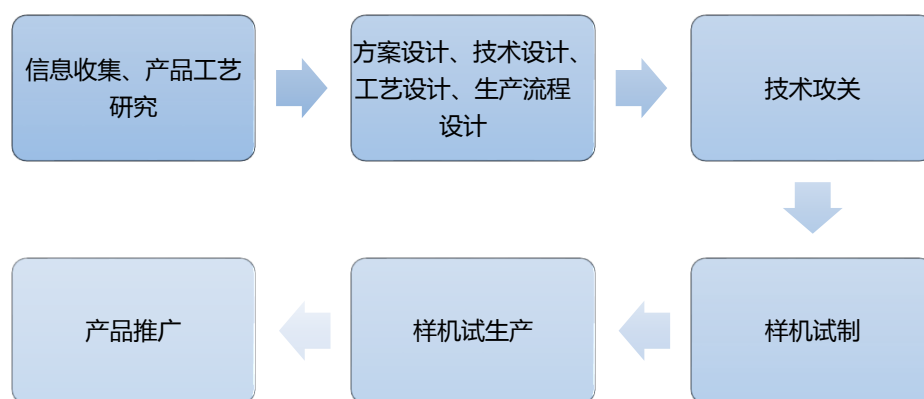 信息收集、产品工艺
研究
方案设计、技术设计、
工艺设计、生产流程
设计
技术攻关
样机试制
样机试生产
产品推广